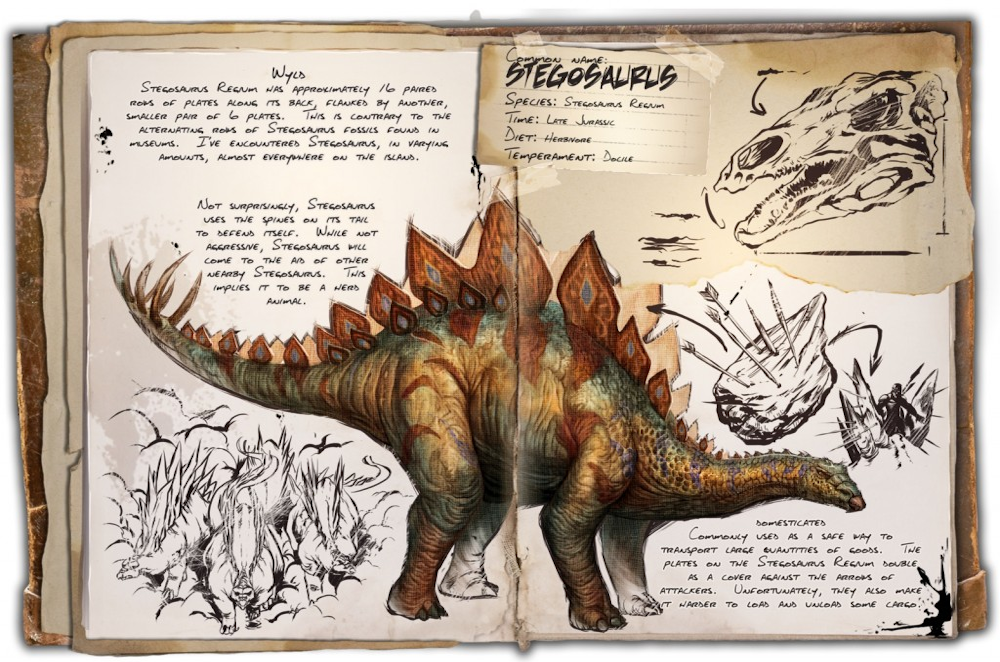 Wyld
Stegosaurus Regium was approximately 16 paired
rows of plates along its back, flanked by another,
smaller pair of 6 plates. This is contrary to the
alternating rows of Stegosaurus fossils found in
museums. I've encountered Stegosaurus, in varying
amounts, almost everywhere on the island.
Not surprisingly, Stegosaurus
uses the spines on its tail
to defend itself. While not
aggressive, Stegosaurus will
come to the aid of other
nearby Stegosaurus. This
implies it to be a herd
animal.
Common name:
STEGOSAURUS
Species: Stegosaurus Regium
Time: Late Jurassic
Diet: Herbivore
Temperament: Docile
Domesticated
Commonly used as a safe way to
transport large quantities of goods. The
plates on the Stegosaurus Regium double
as a cover against the arrows of
attackers. Unfortunately, they also make
it harder to load and unload some cargo.